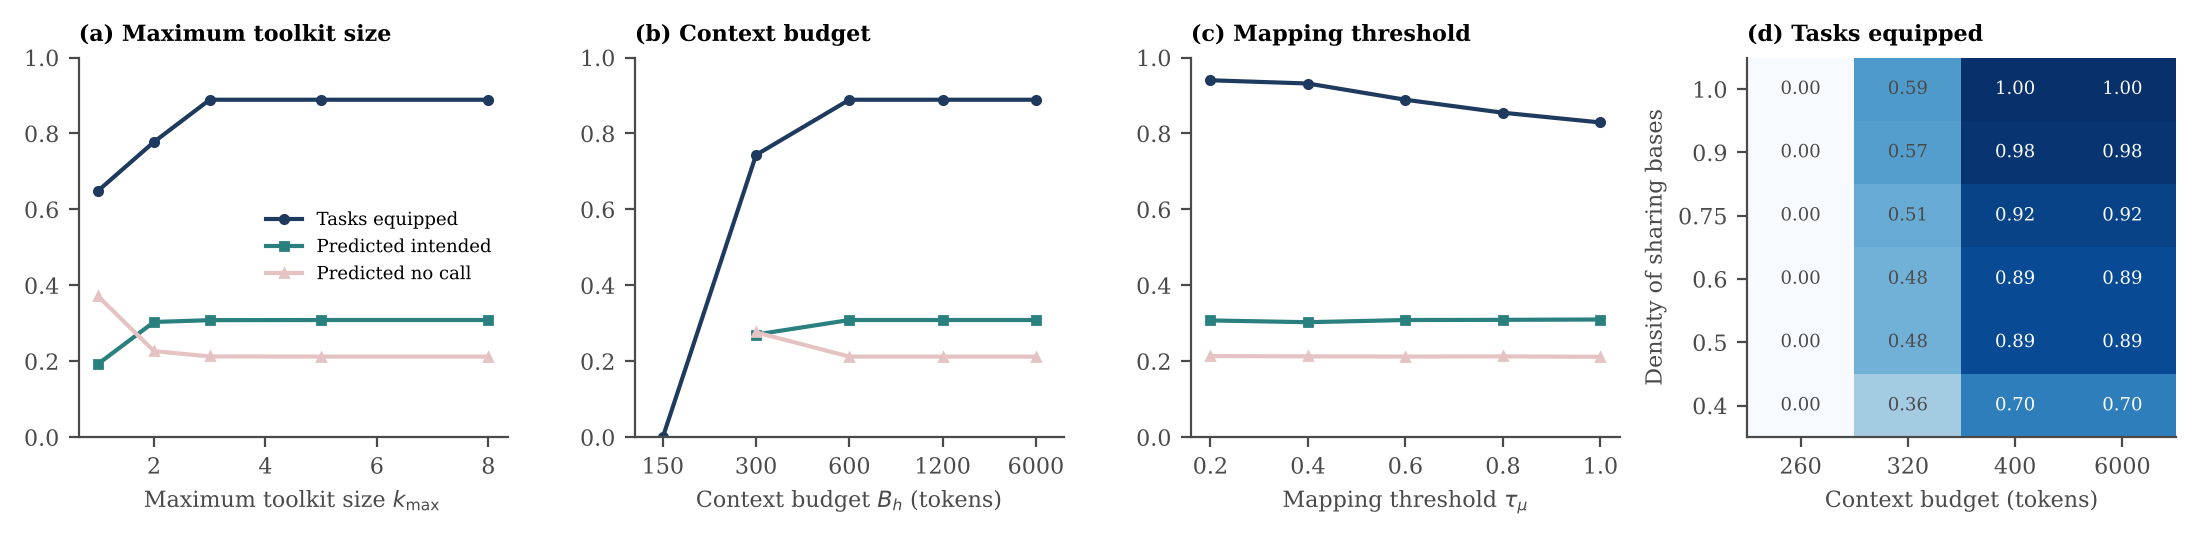 (a) Maximum toolkit size
1.0
0.8
0.6
0.4
0.2
0.0
2 4 6 8
Maximum toolkit size k_max
Tasks equipped
Predicted intended
Predicted no call
(b) Context budget
1.0
0.8
0.6
0.4
0.2
0.0
150 300 600 1200 6000
Context budget B_h (tokens)
(c) Mapping threshold
1.0
0.8
0.6
0.4
0.2
0.0
0.2 0.4 0.6 0.8 1.0
Mapping threshold τ_μ
(d) Tasks equipped
Density of sharing bases
1.0 0.00 0.59 1.00 1.00
0.9 0.00 0.57 0.98 0.98
0.75 0.00 0.51 0.92 0.92
0.6 0.00 0.48 0.89 0.89
0.5 0.00 0.48 0.89 0.89
0.4 0.00 0.36 0.70 0.70
260 320 400 6000
Context budget (tokens)